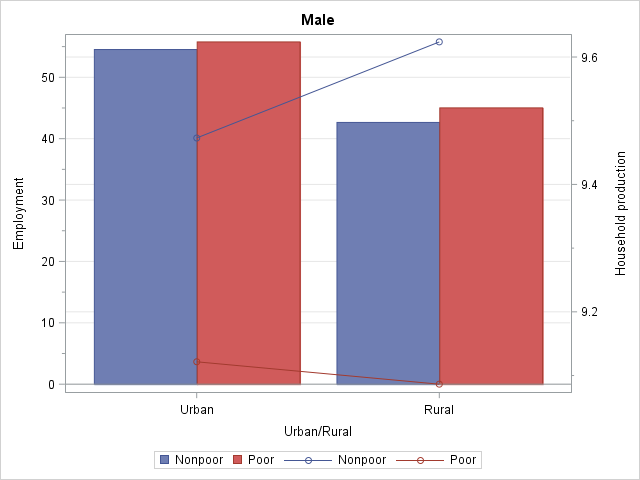 Male
50
40
30
20
10
0
Employment
9.6
9.4
9.2
Household production
Urban Rural
Urban/Rural
Nonpoor Poor Nonpoor Poor